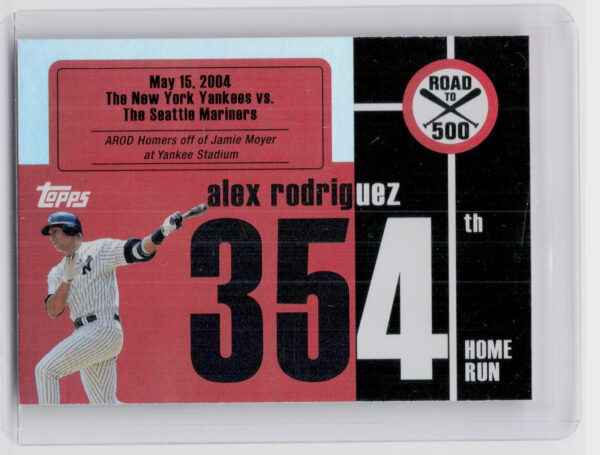 May 15, 2004
The New York Yankees vs.
The Seattle Mariners
AROD Homers off of Jamie Moyer
at Yankee Stadium
ROAD
TO
500
topps
alex rodriguez
354
th
HOME
RUN